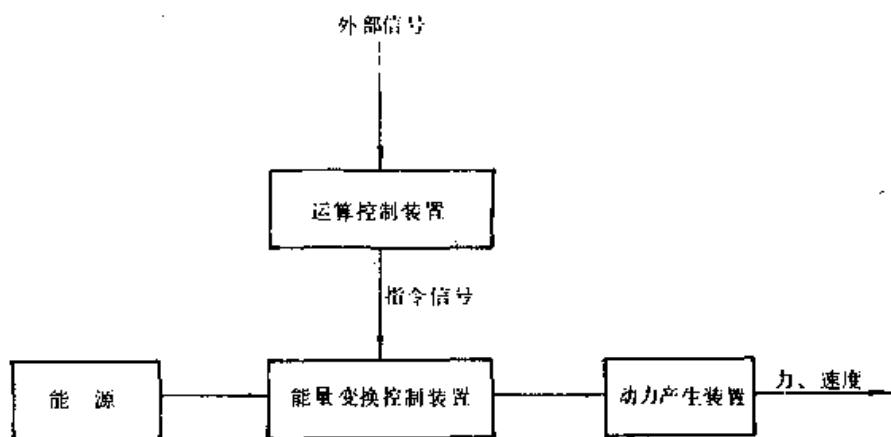 外部信号
运算控制装置
指令信号
能 源
能量变换控制装置
动力产生装置
力、速度